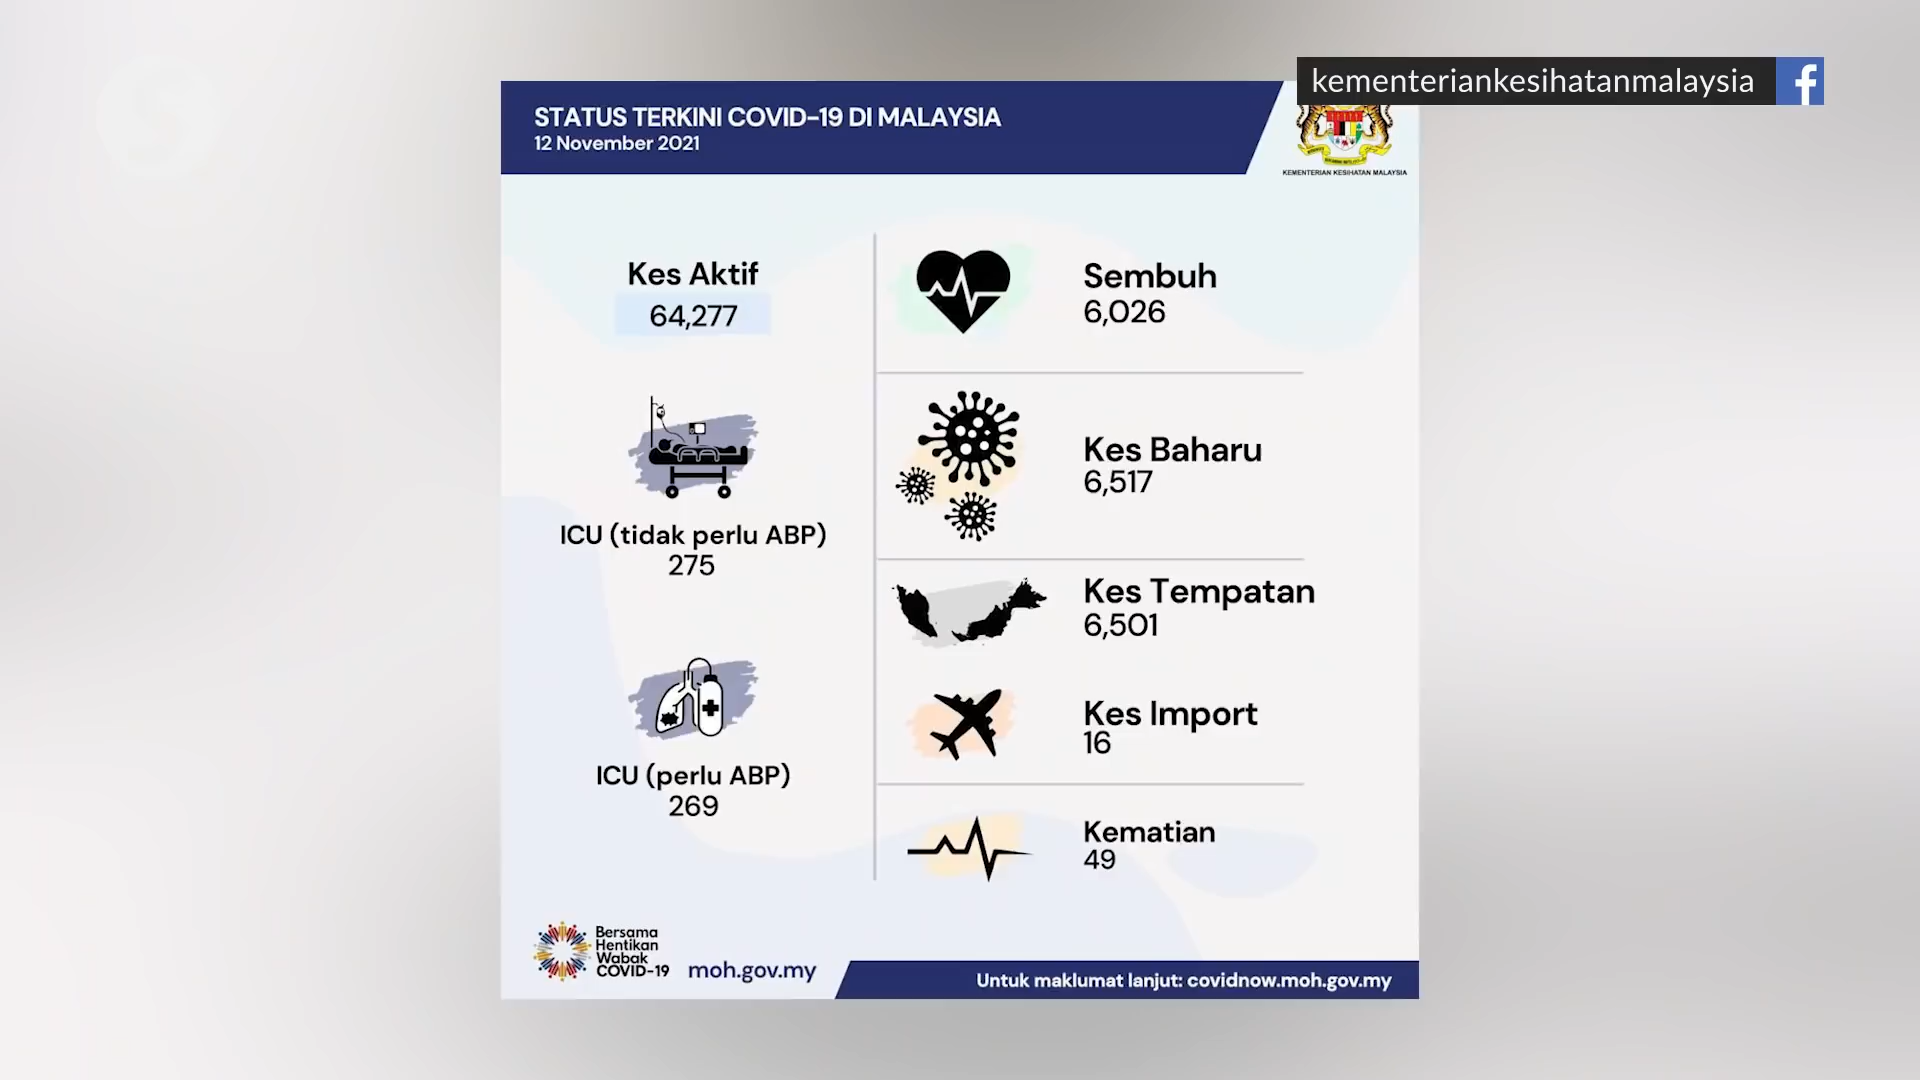 kementeriankesihatanmalaysia
STATUS TERKINI COVID-19 DI MALAYSIA
12 November 2021
KEMENTERIAN KESIHATAN MALAYSIA
Kes Aktif
64,277
ICU (tidak perlu ABP)
275
ICU (perlu ABP)
269
Sembuh
6,026
Kes Baharu
6,517
Kes Tempatan
6,501
Kes Import
16
Kematian
49
Bersama
Hentikan
Wabak
COVID-19
moh.gov.my
Untuk maklumat lanjut: covidnow.moh.gov.my